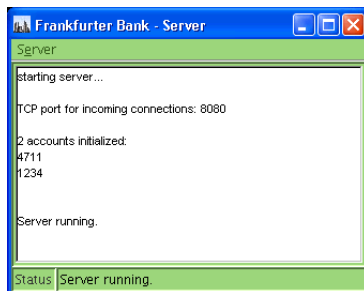 Frankfurter Bank - Server
Server
starting server...
TCP port for incoming connections: 8080
2 accounts initialized:
4711
1234
Server running.
Status Server running.